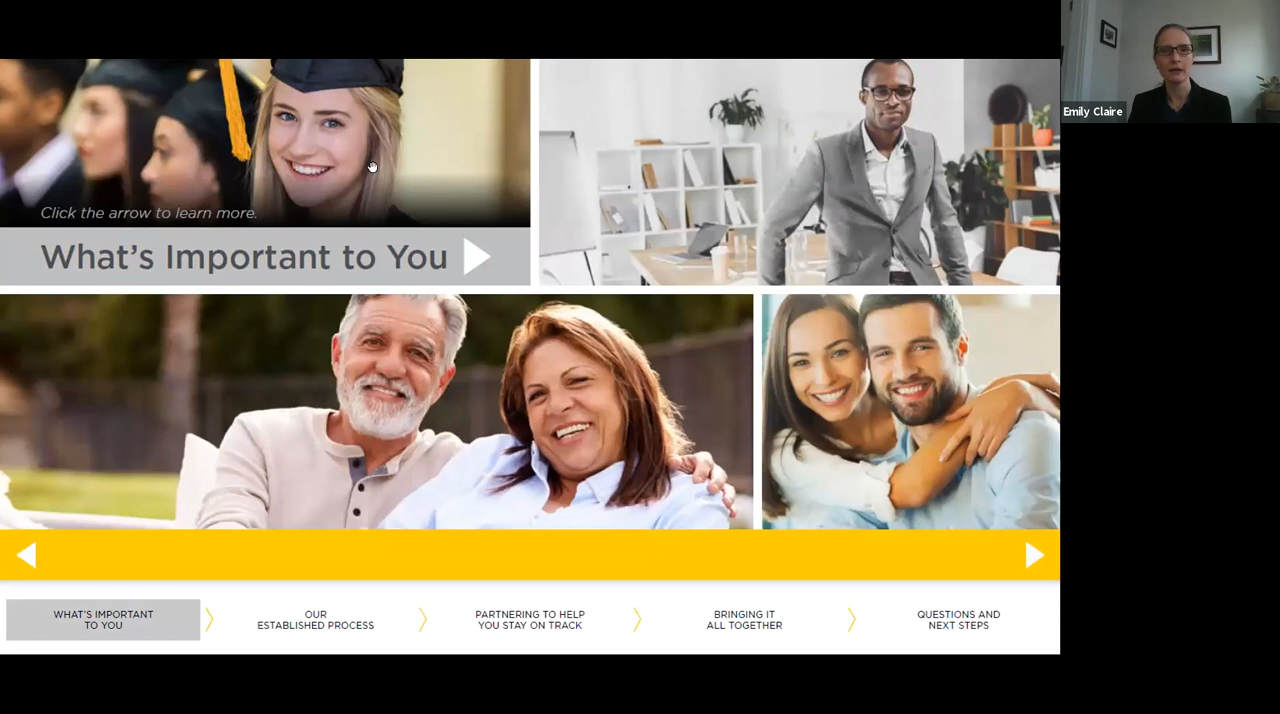 Emily Claire
Click the arrow to learn more.
What's Important to You
WHAT'S IMPORTANT
TO YOU
OUR
ESTABLISHED PROCESS
PARTNERING TO HELP
YOU STAY ON TRACK
BRINGING IT
ALL TOGETHER
QUESTIONS AND
NEXT STEPS